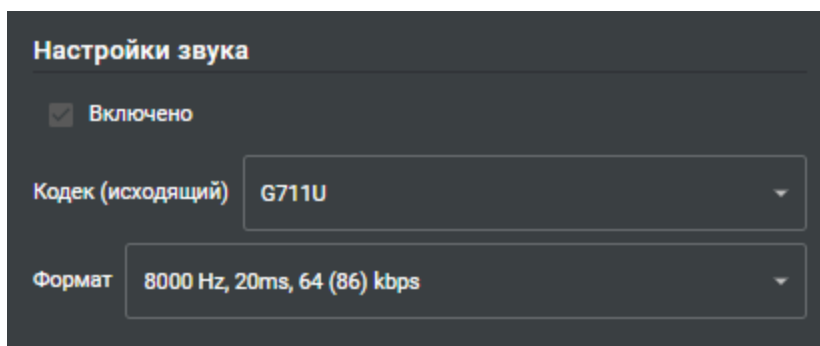 Настройки звука
Включено
Кодек (исходящий) G711U
Формат 8000 Hz, 20ms, 64 (86) kbps